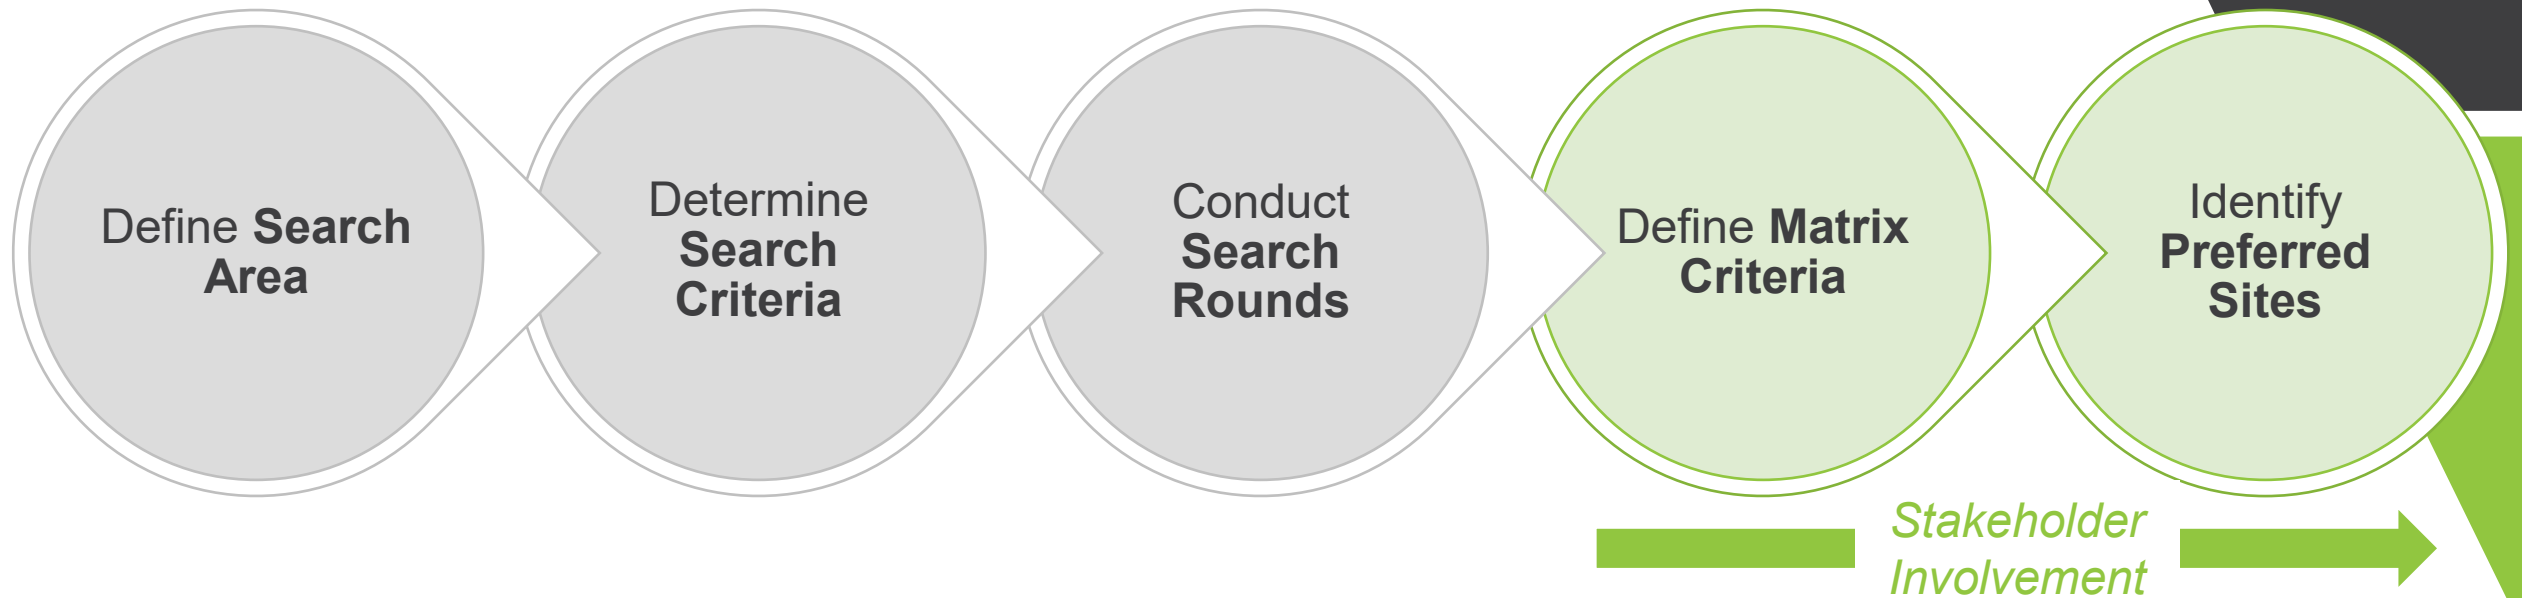 Define Search
Area
Determine
Search
Criteria
Conduct
Search
Rounds
Define Matrix
Criteria
Identify
Preferred
Sites
Stakeholder
Involvement